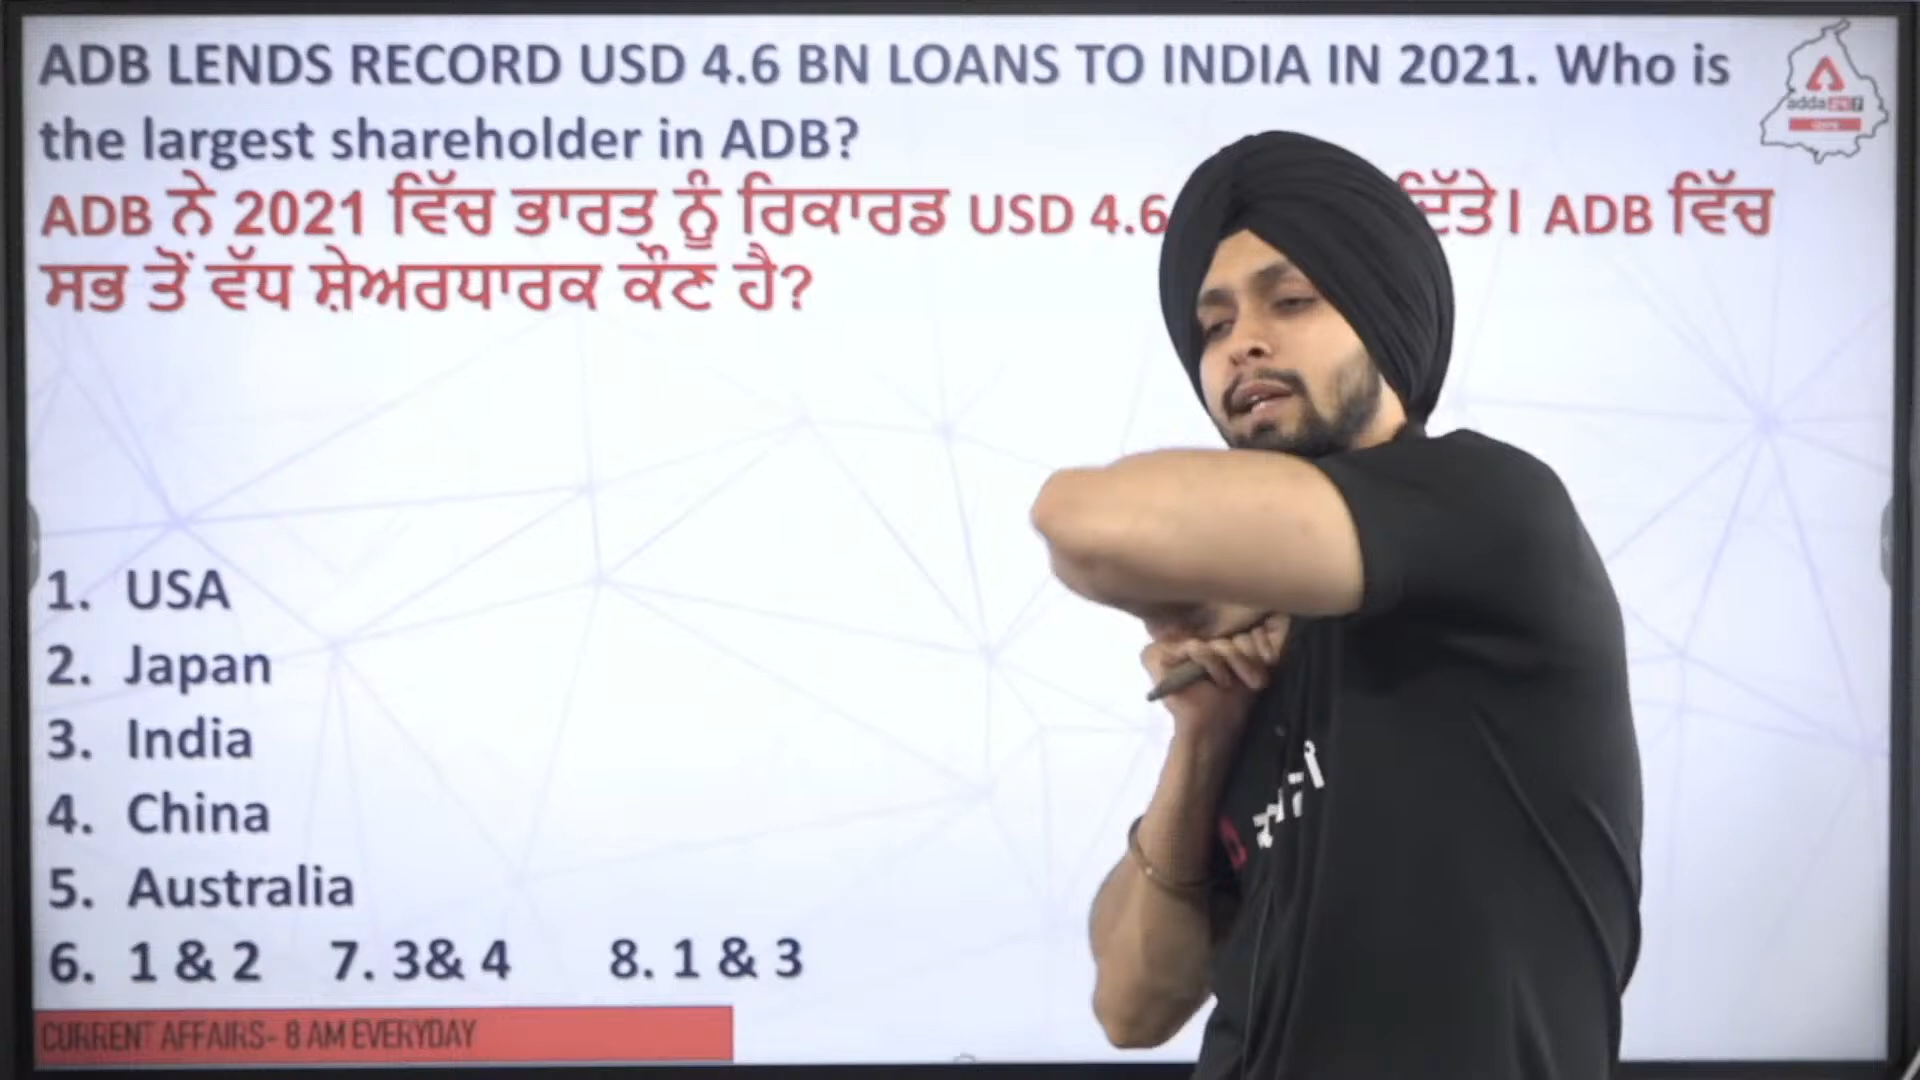 ADB LENDS RECORD USD 4.6 BN LOANS TO INDIA IN 2021. Who is
the largest shareholder in ADB?
ADB ਨੇ 2021 ਵਿੱਚ ਭਾਰਤ ਨੂੰ ਰਿਕਾਰਡ USD 4.6 ਦਿੱਤੇ। ADB ਵਿੱਚ
ਸਭ ਤੋਂ ਵੱਧ ਸ਼ੇਅਰਧਾਰਕ ਕੌਣ ਹੈ?
adda247
1. USA
2. Japan
3. India
4. China
5. Australia
6. 1 & 2 7. 3& 4 8. 1 & 3
CURRENT AFFAIRS- 8 AM EVERYDAY